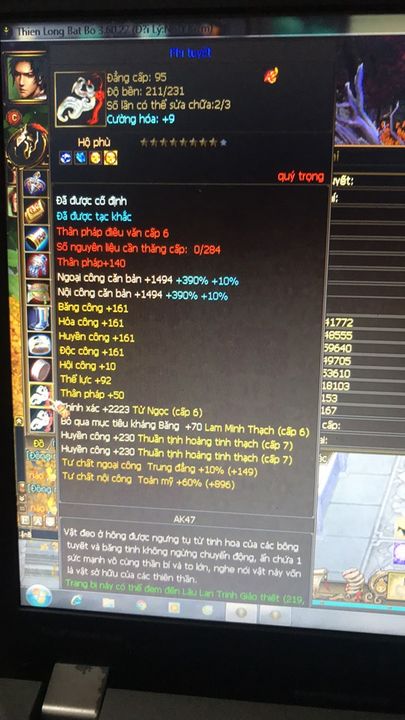 Thien Long Bat Bo 3.60.27
Phi tuyết
Đẳng cấp: 95
Độ bền: 211/231
Số lần có thể sửa chữa:2/3
Cường hóa: +9
Hộ phù
quý trọng
Đã được cố định
Đã được tạc khắc
Thân pháp điêu văn cấp 6
Số nguyên liệu cần thăng cấp: 0/284
Thân pháp+140
Ngoại công căn bản +1494 +390% +10%
Nội công căn bản +1494 +390% +10%
Băng công +161
Hỏa công +161
Huyền công +161
Độc công +161
Hội công +10
Thể lực +92
Thân pháp +50
Chính xác +2223 Tử Ngọc (cấp 6)
Bỏ qua mục tiêu kháng Băng +70 Lam Minh Thạch (cấp 6)
Huyền công +230 Thuần tịnh hoàng tinh thạch (cấp 7)
Huyền công +230 Thuần tịnh hoàng tinh thạch (cấp 7)
Tư chất ngoại công Trung đẳng +10% (+149)
Tư chất nội công Toàn mỹ +60% (+896)
AK47
Vật đeo ở hông được ngưng tụ từ tinh hoa của các bông
tuyết và băng tinh không ngừng chuyển động, ẩn chứa 1
sức mạnh vô cùng thần bí và to lớn, nghe nói vật này vốn
là vật sở hữu của các thiên thần.
Trang bị này có thể đem đến Lâu Lan Trình Giảo thiết (219,
uyết:
41772
48555
59640
53610
18103
153
167
cấp: